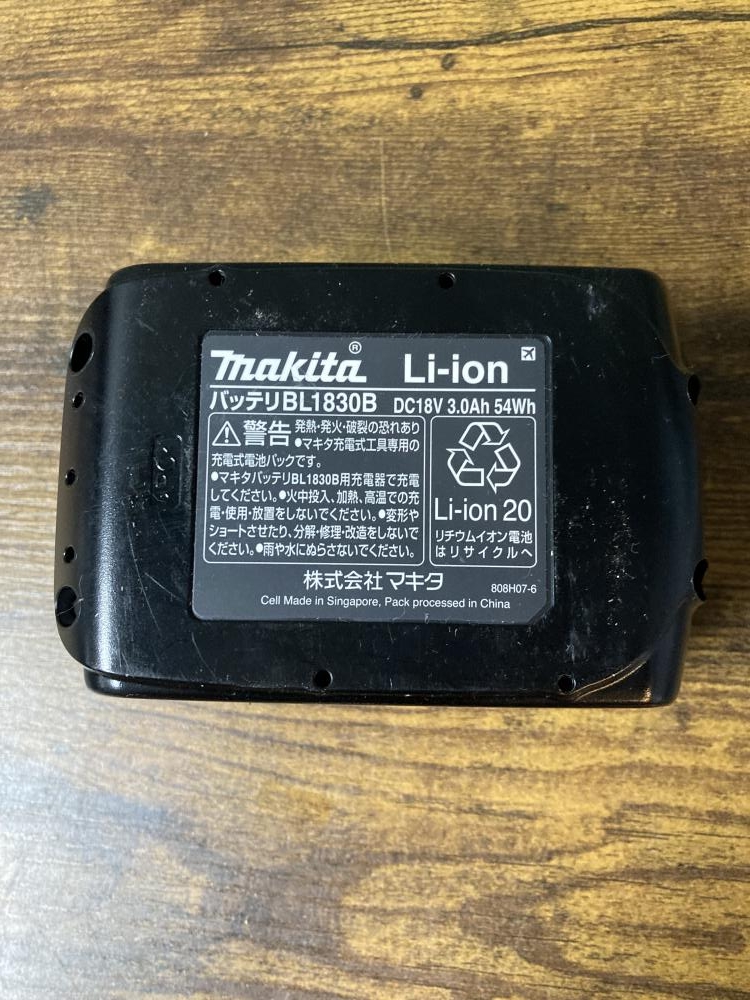 makita® Li-ion
バッテリBL1830B DC18V 3.0Ah 54Wh
警告 発熱・発火・破裂の恐れあり
●マキタ充電式工具専用の
充電式電池パックです。
●マキタバッテリBL1830B用充電器で充電
してください。●火中投入、加熱、高温での充
電・使用・放置をしないでください。●変形や
ショートさせたり、分解・修理・改造をしないで
ください。●雨や水にぬらさないでください。
Li-ion 20
リチウムイオン電池
はリサイクルへ
株式会社マキタ
808H07-6
Cell Made in Singapore, Pack processed in China